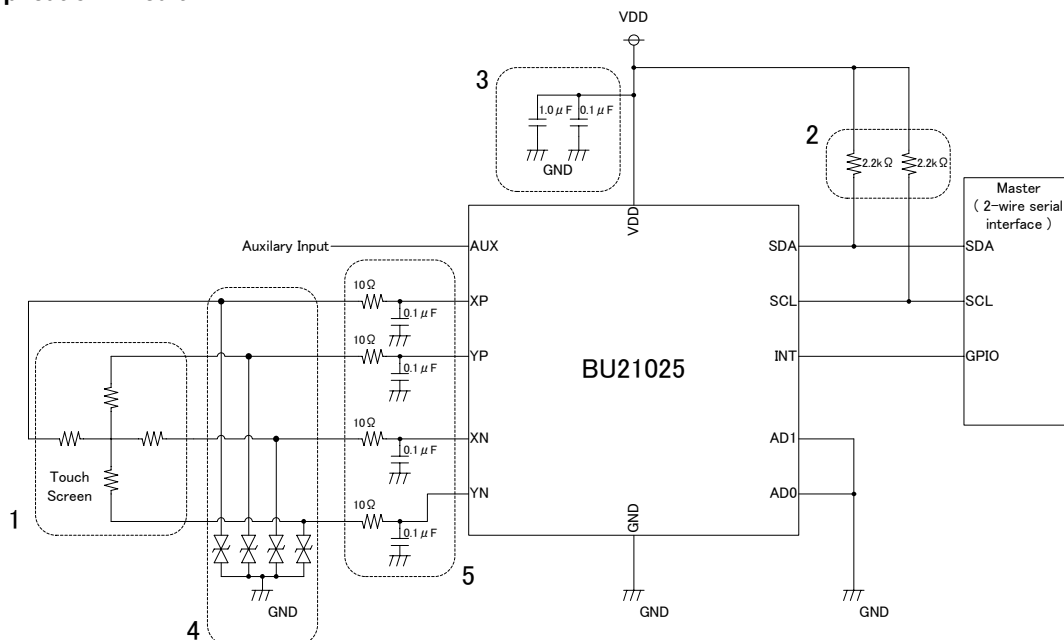 VDD
3
1.0μF
0.1μF
GND
2
2.2kΩ
2.2kΩ
Master
( 2-wire serial
interface )
VDD
Auxilary Input
AUX
SDA
SDA
10Ω
XP
0.1μF
SCL
SCL
10Ω
YP
0.1μF
BU21025
INT
GPIO
10Ω
XN
0.1μF
AD1
Touch
Screen
1
10Ω
YN
0.1μF
AD0
GND
5
GND
4
GND
GND